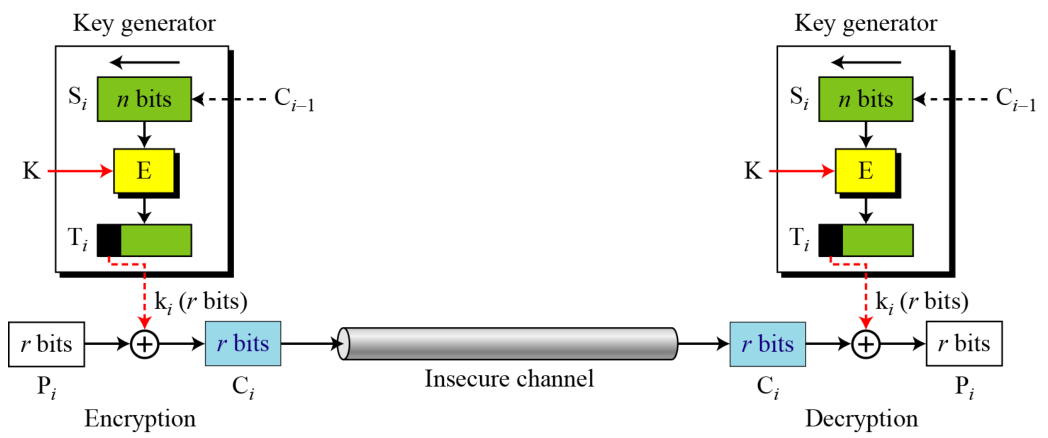 Key generator
Key generator
S_i
n bits
C_{i–1}
S_i
n bits
C_{i–1}
K
E
K
E
T_i
T_i
k_i (r bits)
k_i (r bits)
r bits
+
r bits
r bits
+
r bits
P_i
C_i
Insecure channel
C_i
P_i
Encryption
Decryption